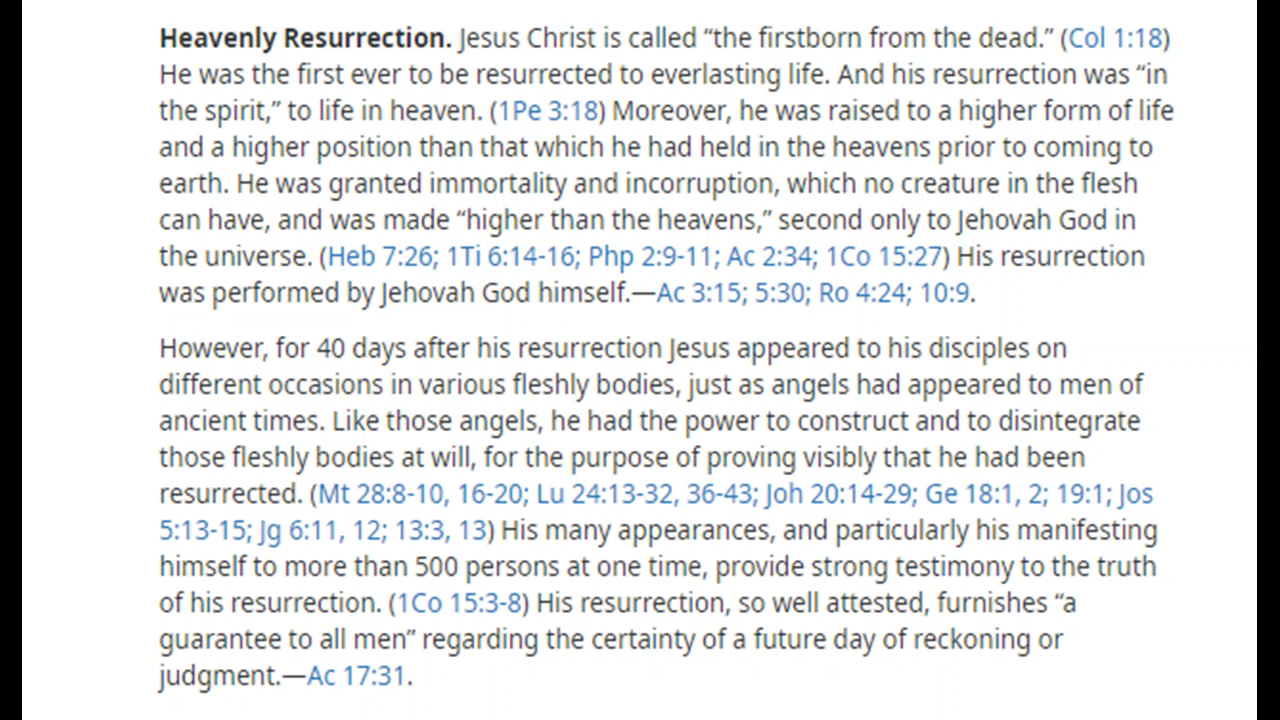 Heavenly Resurrection. Jesus Christ is called “the firstborn from the dead.” (Col 1:18)
He was the first ever to be resurrected to everlasting life. And his resurrection was “in
the spirit,” to life in heaven. (1Pe 3:18) Moreover, he was raised to a higher form of life
and a higher position than that which he had held in the heavens prior to coming to
earth. He was granted immortality and incorruption, which no creature in the flesh
can have, and was made “higher than the heavens,” second only to Jehovah God in
the universe. (Heb 7:26; 1Ti 6:14-16; Php 2:9-11; Ac 2:34; 1Co 15:27) His resurrection
was performed by Jehovah God himself.—Ac 3:15; 5:30; Ro 4:24; 10:9.
However, for 40 days after his resurrection Jesus appeared to his disciples on
different occasions in various fleshly bodies, just as angels had appeared to men of
ancient times. Like those angels, he had the power to construct and to disintegrate
those fleshly bodies at will, for the purpose of proving visibly that he had been
resurrected. (Mt 28:8-10, 16-20; Lu 24:13-32, 36-43; Joh 20:14-29; Ge 18:1, 2; 19:1; Jos
5:13-15; Jg 6:11, 12; 13:3, 13) His many appearances, and particularly his manifesting
himself to more than 500 persons at one time, provide strong testimony to the truth
of his resurrection. (1Co 15:3-8) His resurrection, so well attested, furnishes “a
guarantee to all men” regarding the certainty of a future day of reckoning or
judgment.—Ac 17:31.